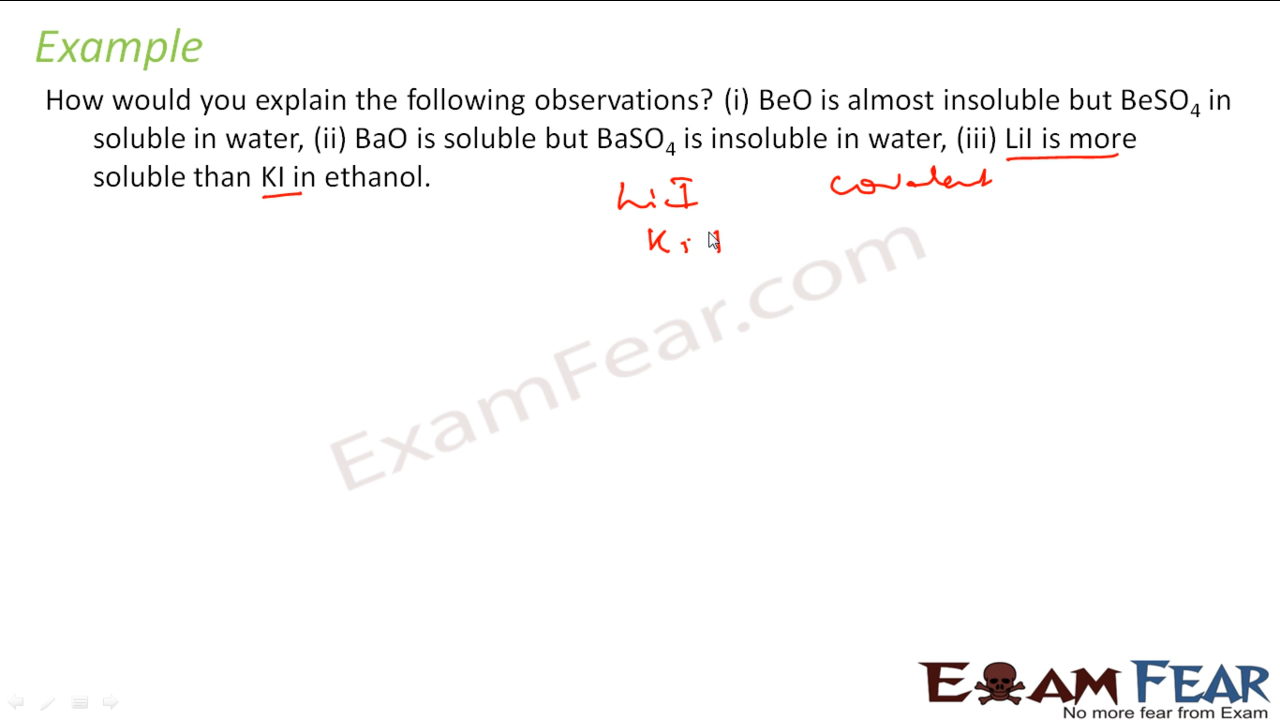 Example
How would you explain the following observations? (i) BeO is almost insoluble but BeSO₄ in
soluble in water, (ii) BaO is soluble but BaSO₄ is insoluble in water, (iii) LiI is more
soluble than KI in ethanol.
covalent
LiI
K
ExamFear.com
EXAM FEAR
No more fear from Exam